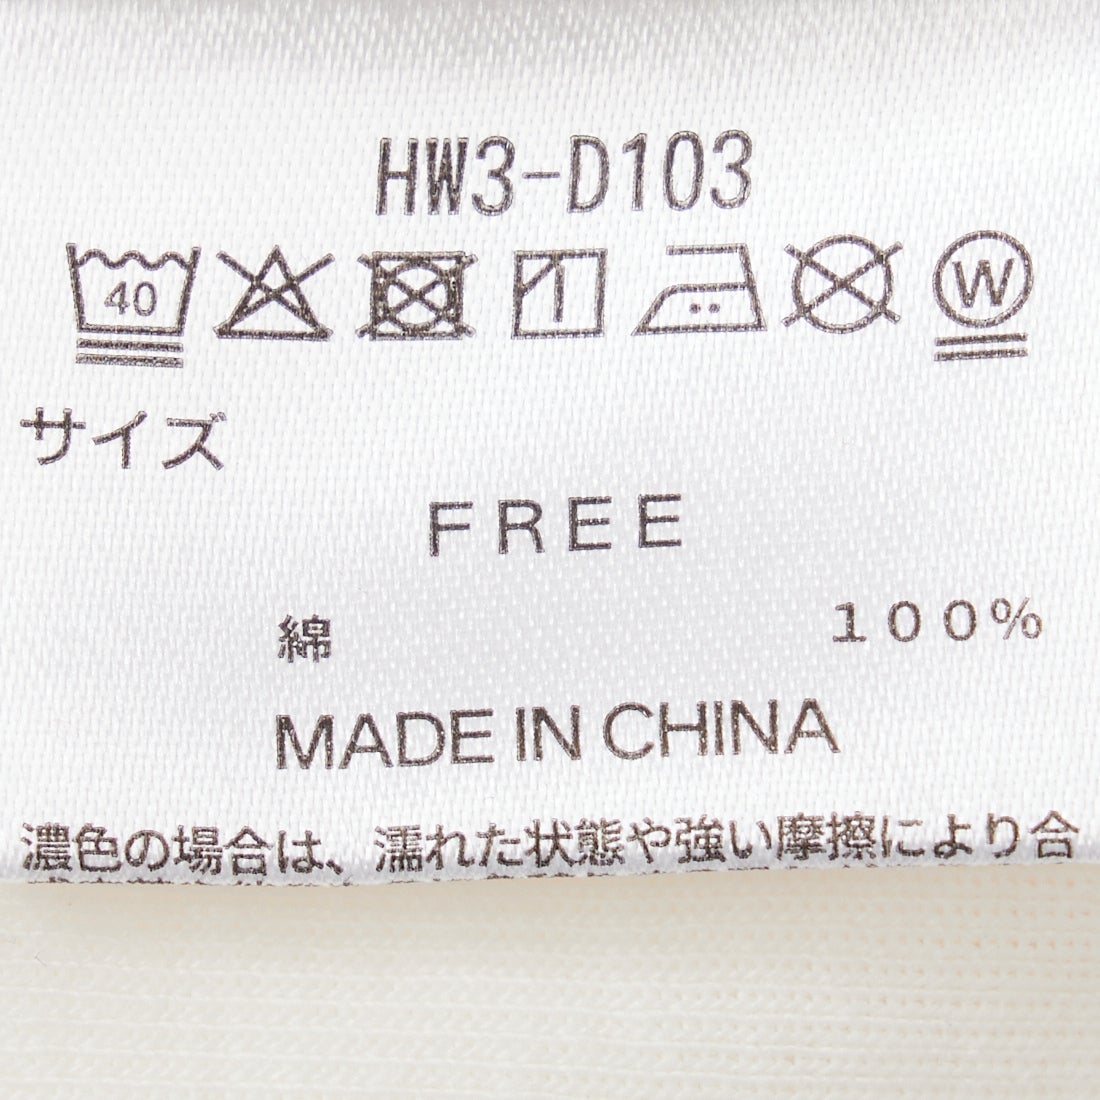 HW3-D103
40 W
サイズ
FREE
綿 100%
MADE IN CHINA
濃色の場合は、濡れた状態や強い摩擦により合